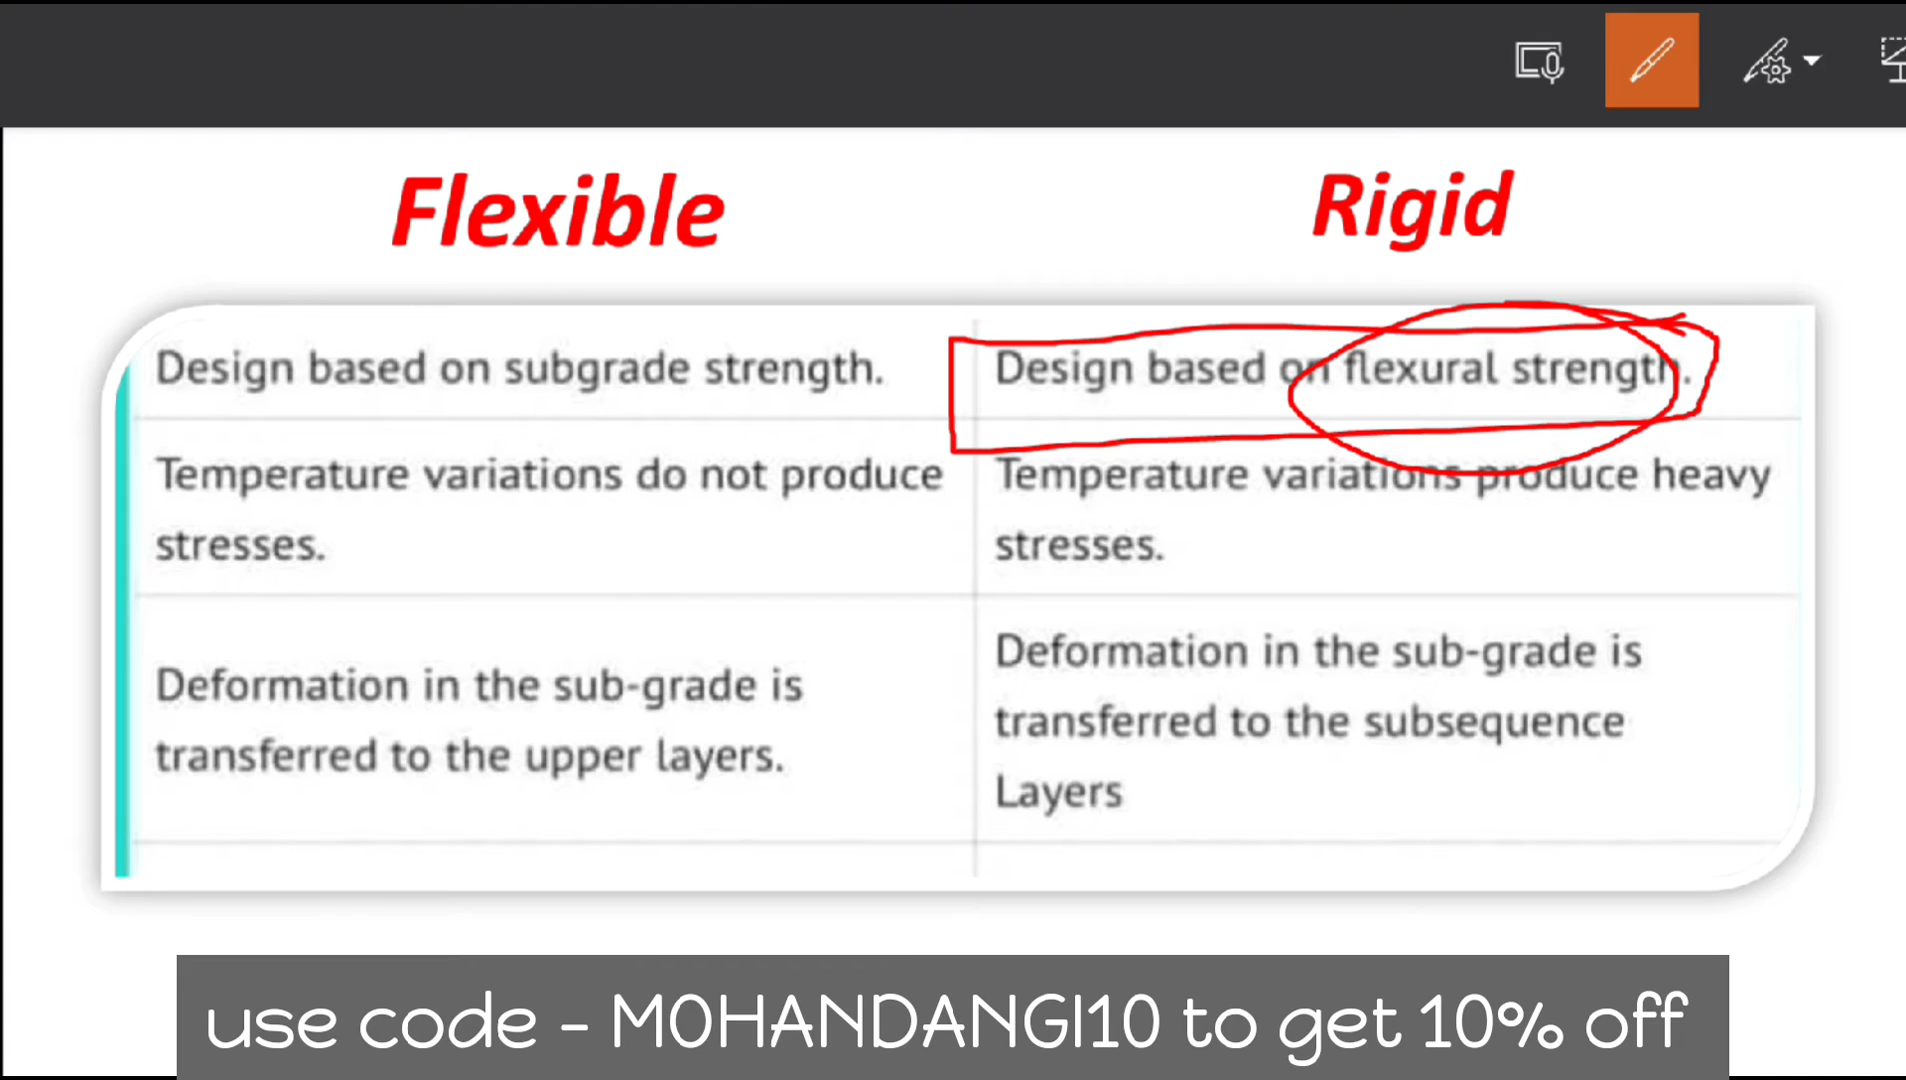 Flexible
Rigid
Design based on subgrade strength.
Design based on flexural strength.
Temperature variations do not produce
stresses.
Temperature variations produce heavy
stresses.
Deformation in the sub-grade is
transferred to the upper layers.
Deformation in the sub-grade is
transferred to the subsequence
Layers
use code - MOHANDANGI10 to get 10% off